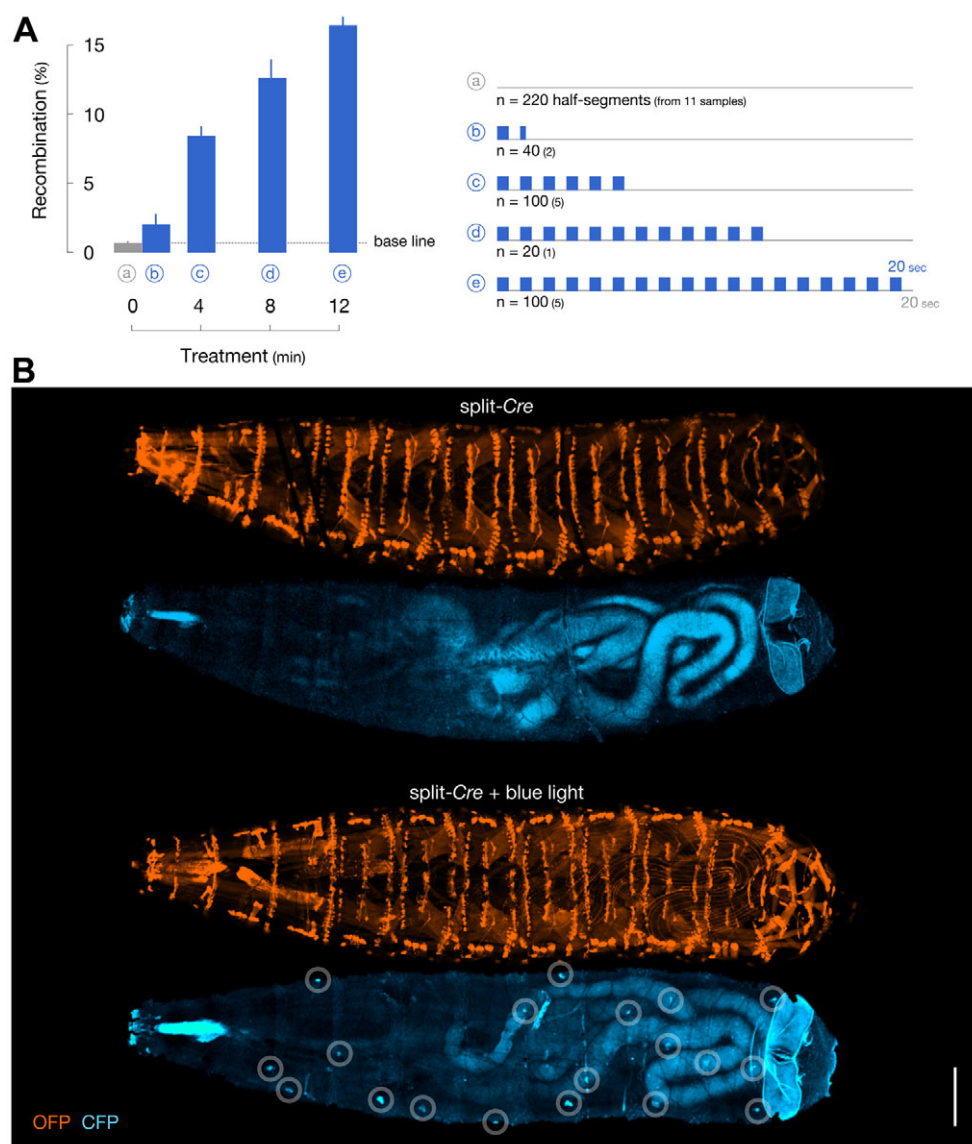 A
Recombination (%)
15
10
5
0
base line
a b c d e
0 4 8 12
Treatment (min)
a
n = 220 half-segments (from 11 samples)
b
n = 40 (2)
c
n = 100 (5)
d
n = 20 (1)
20 sec
e
n = 100 (5)
20 sec
B
split-Cre
split-Cre + blue light
OFP CFP